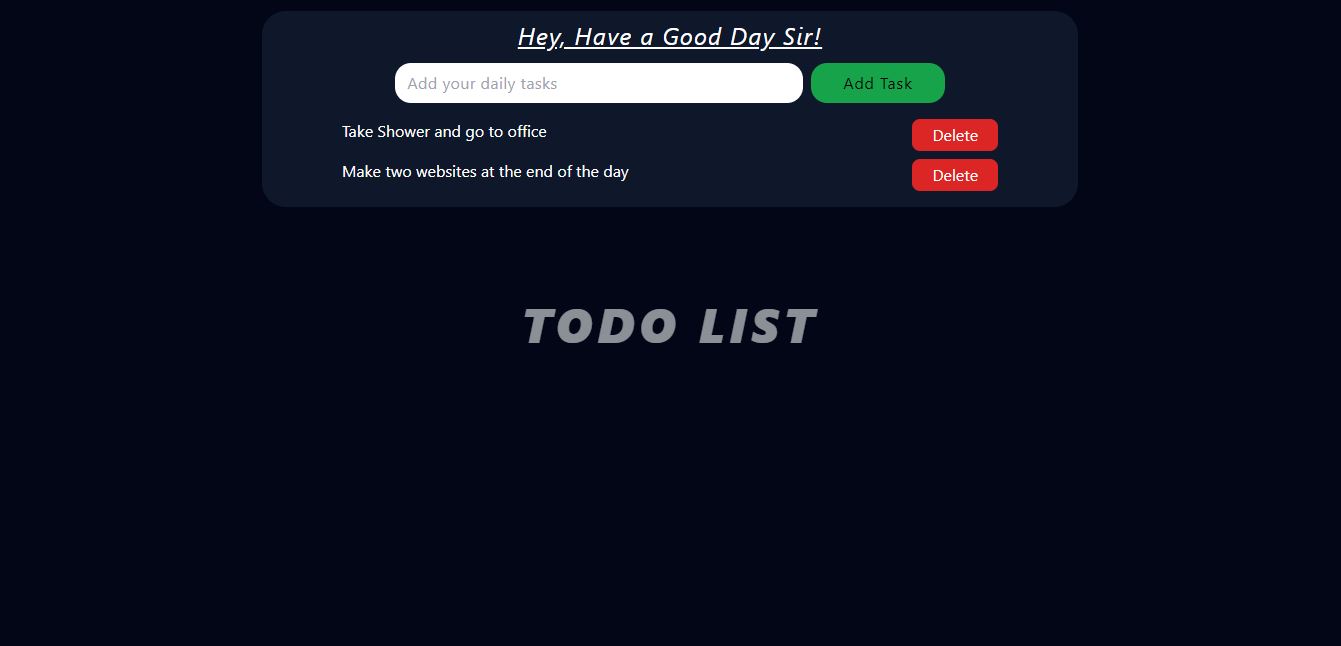 Hey, Have a Good Day Sir!
Add your daily tasks Add Task
Take Shower and go to office Delete
Make two websites at the end of the day Delete
TODO LIST